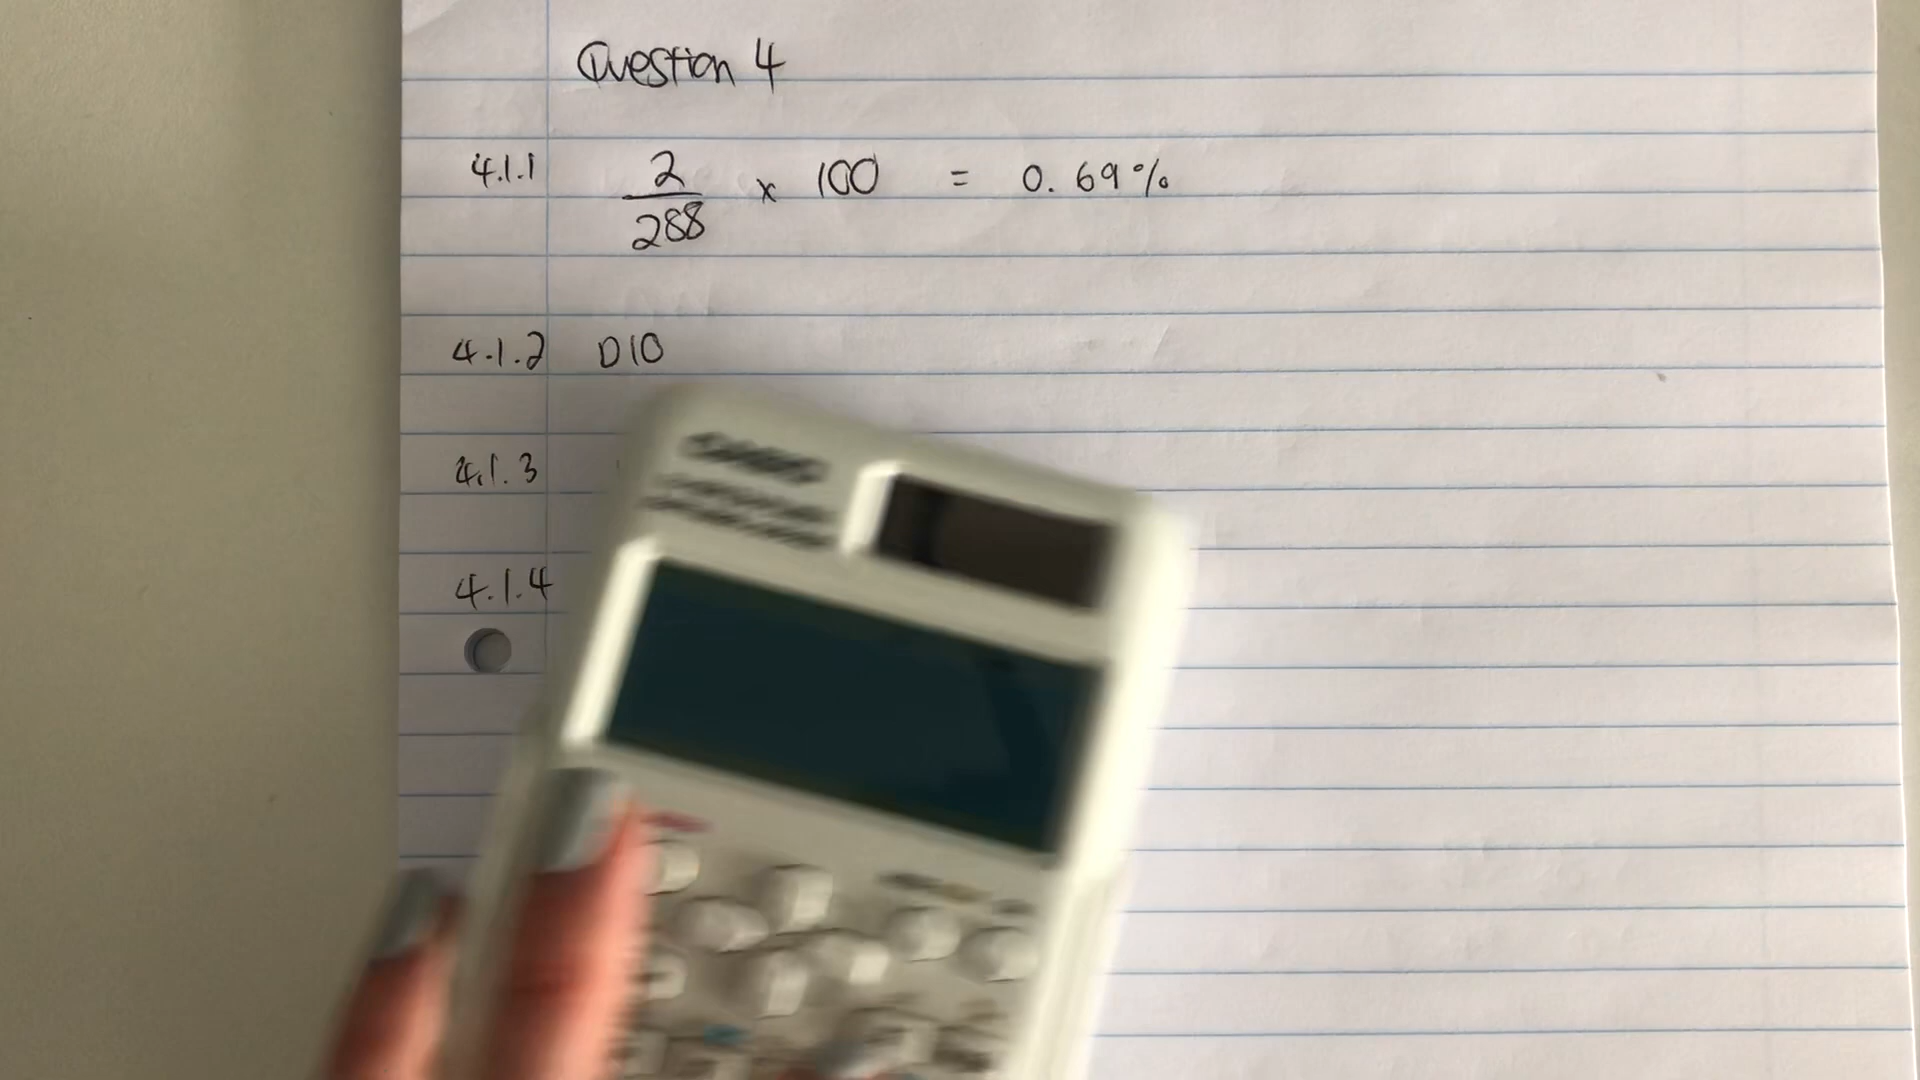 Question 4
4.1.1 2/288 x 100 = 0.69%
4.1.2 D10
4.1.3
4.1.4